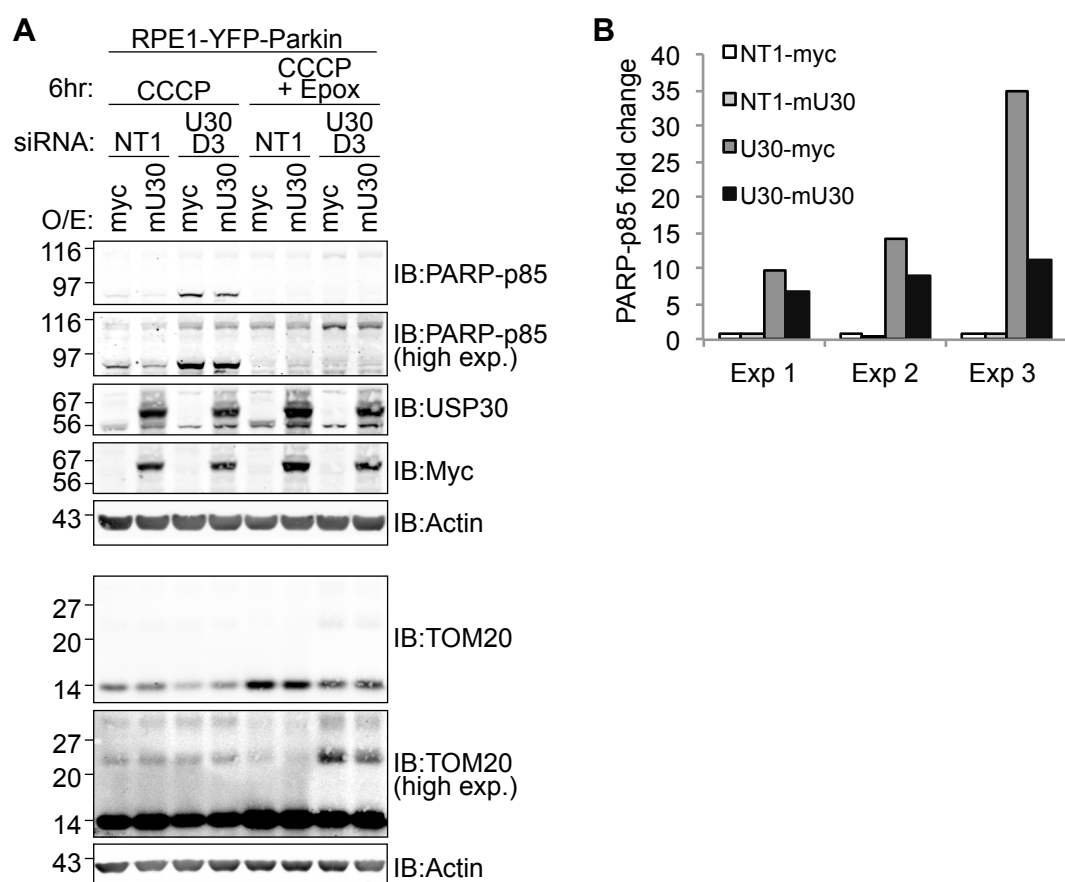 A
RPE1-YFP-Parkin
6hr: CCCP CCCP + Epox
siRNA: NT1 U30 D3 NT1 U30 D3
O/E: myc mU30 myc mU30 myc mU30 myc mU30
116
97
IB:PARP-p85
116
97
IB:PARP-p85
(high exp.)
67
56
IB:USP30
67
56
IB:Myc
43
IB:Actin
27
20
14
IB:TOM20
27
20
14
IB:TOM20
(high exp.)
43
IB:Actin
B
PARP-p85 fold change
40
35
30
25
20
15
10
5
0
NT1-myc
NT1-mU30
U30-myc
U30-mU30
Exp 1 Exp 2 Exp 3